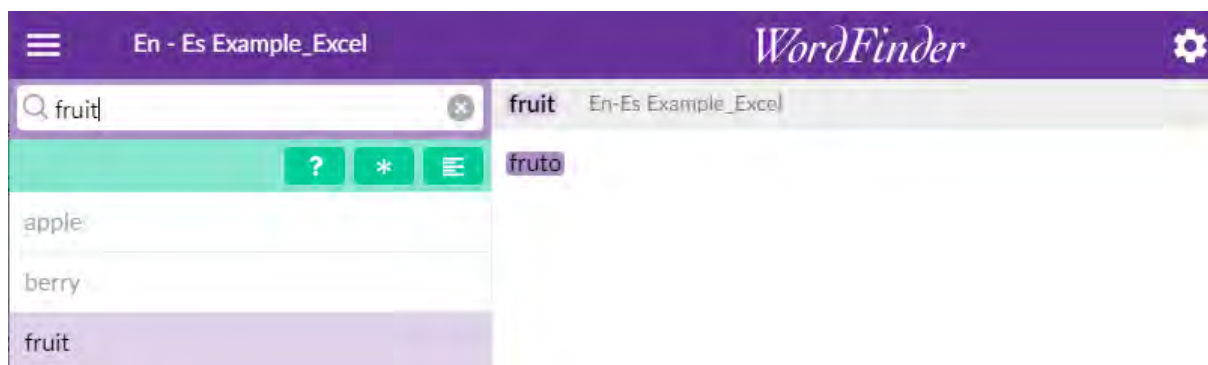 En - Es Example_Excel
WordFinder
fruit
? *
apple
berry
fruit
fruit En-Es Example_Excel
fruto